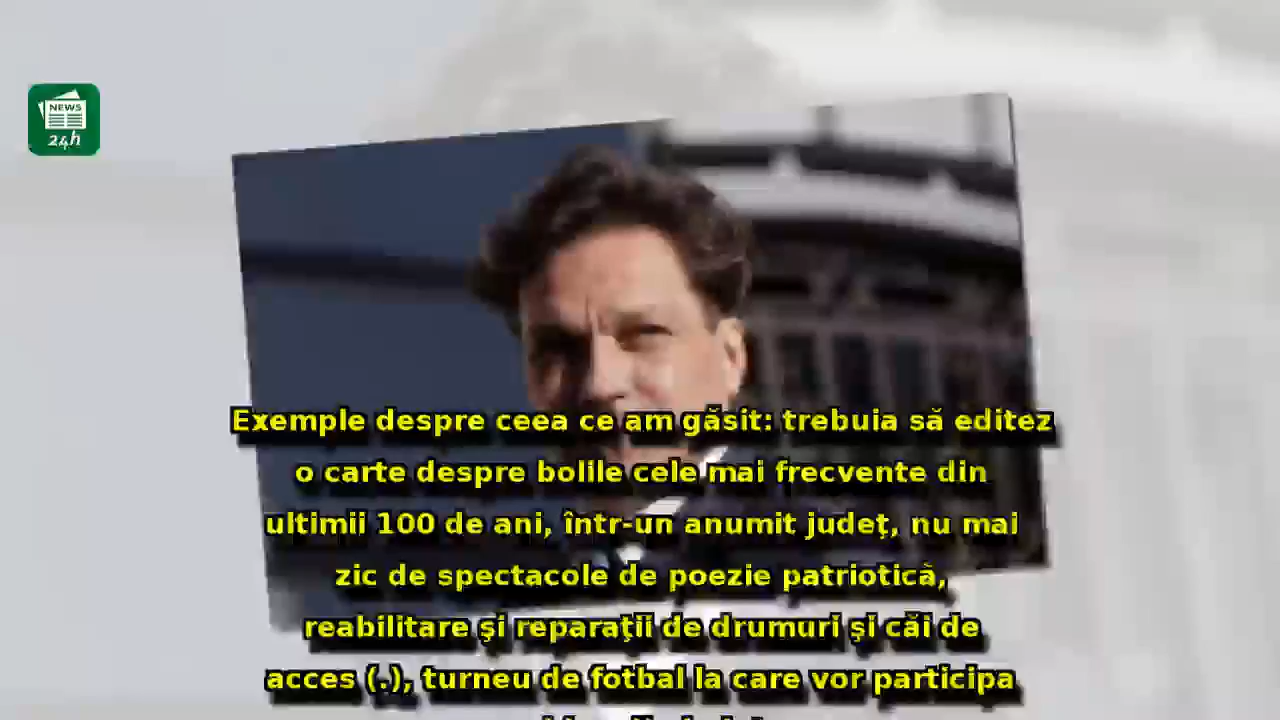 NEWS
24h
Exemple despre ceea ce am găsit: trebuia să editez
o carte despre bolile cele mai frecvente din
ultimii 100 de ani, într-un anumit judeţ, nu mai
zic de spectacole de poezie patriotică,
reabilitare şi reparaţii de drumuri şi căi de
acces (.), turneu de fotbal la care vor participa